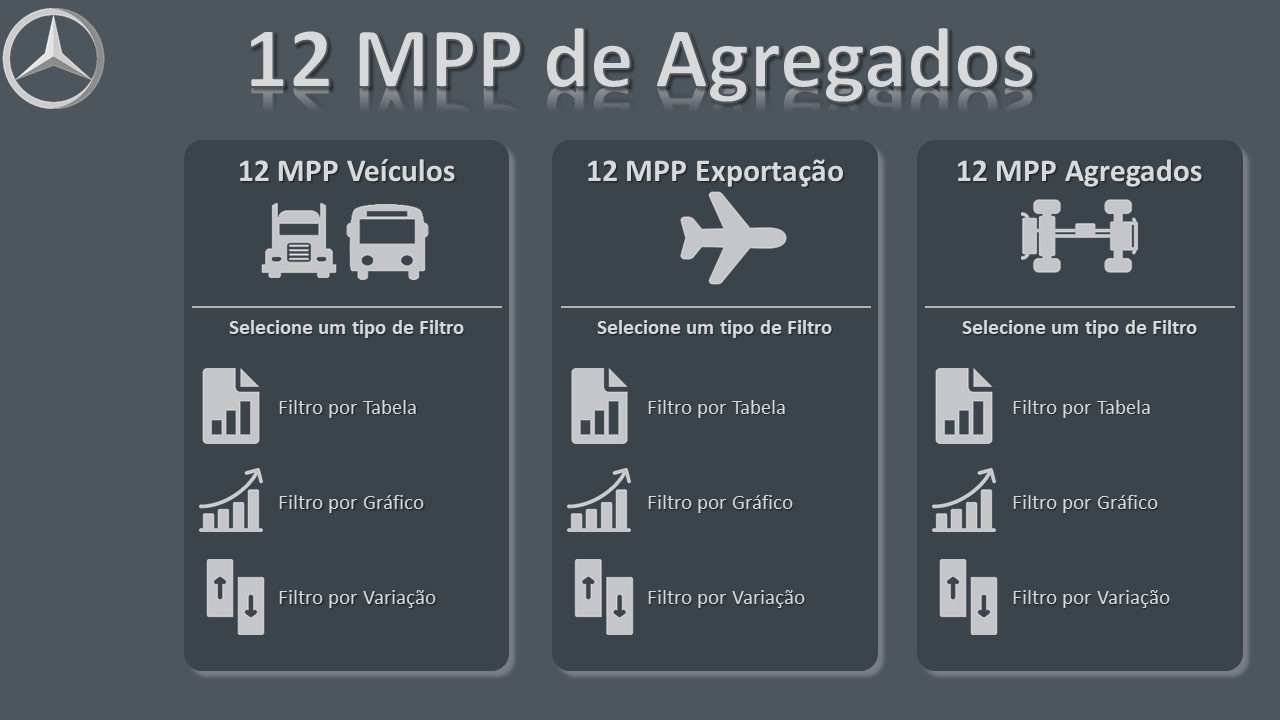 12 MPP de Agregados
12 MPP Veículos
Selecione um tipo de Filtro
Filtro por Tabela
Filtro por Gráfico
Filtro por Variação
12 MPP Exportação
Selecione um tipo de Filtro
Filtro por Tabela
Filtro por Gráfico
Filtro por Variação
12 MPP Agregados
Selecione um tipo de Filtro
Filtro por Tabela
Filtro por Gráfico
Filtro por Variação